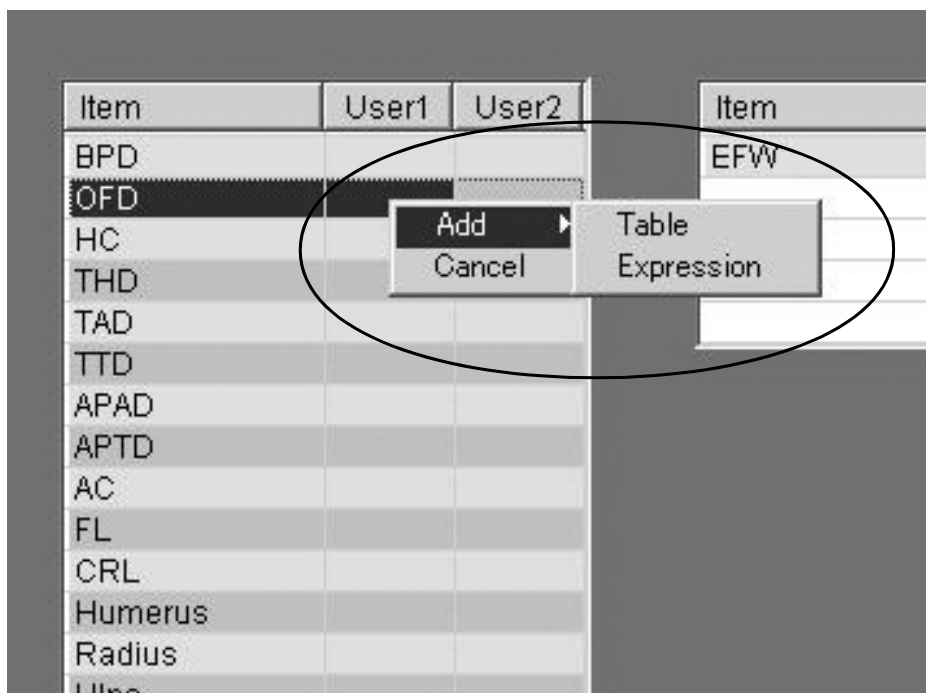 Item User1 User2
BPD
OFD
HC
THD
TAD
TTD
APAD
APTD
AC
FL
CRL
Humerus
Radius
Add
Cancel
Table
Expression
Item
EFW